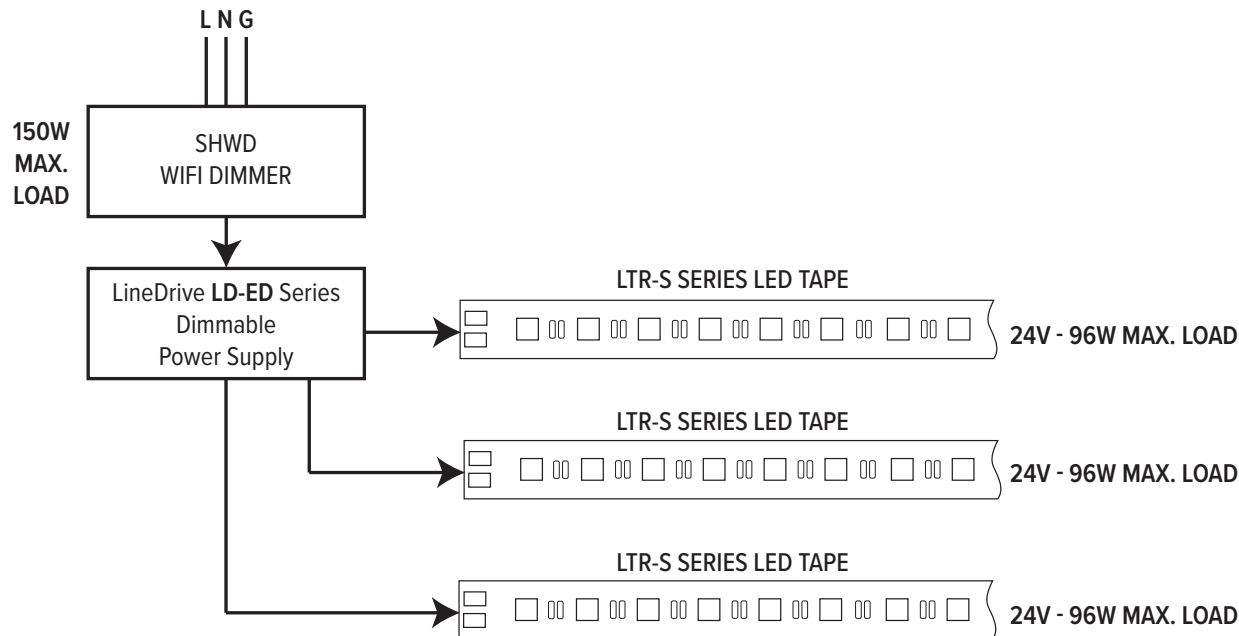 L N G
150W
MAX.
LOAD
SHWD
WIFI DIMMER
LineDrive LD-ED Series
Dimmable
Power Supply
LTR-S SERIES LED TAPE
24V - 96W MAX. LOAD
LTR-S SERIES LED TAPE
24V - 96W MAX. LOAD
LTR-S SERIES LED TAPE
24V - 96W MAX. LOAD